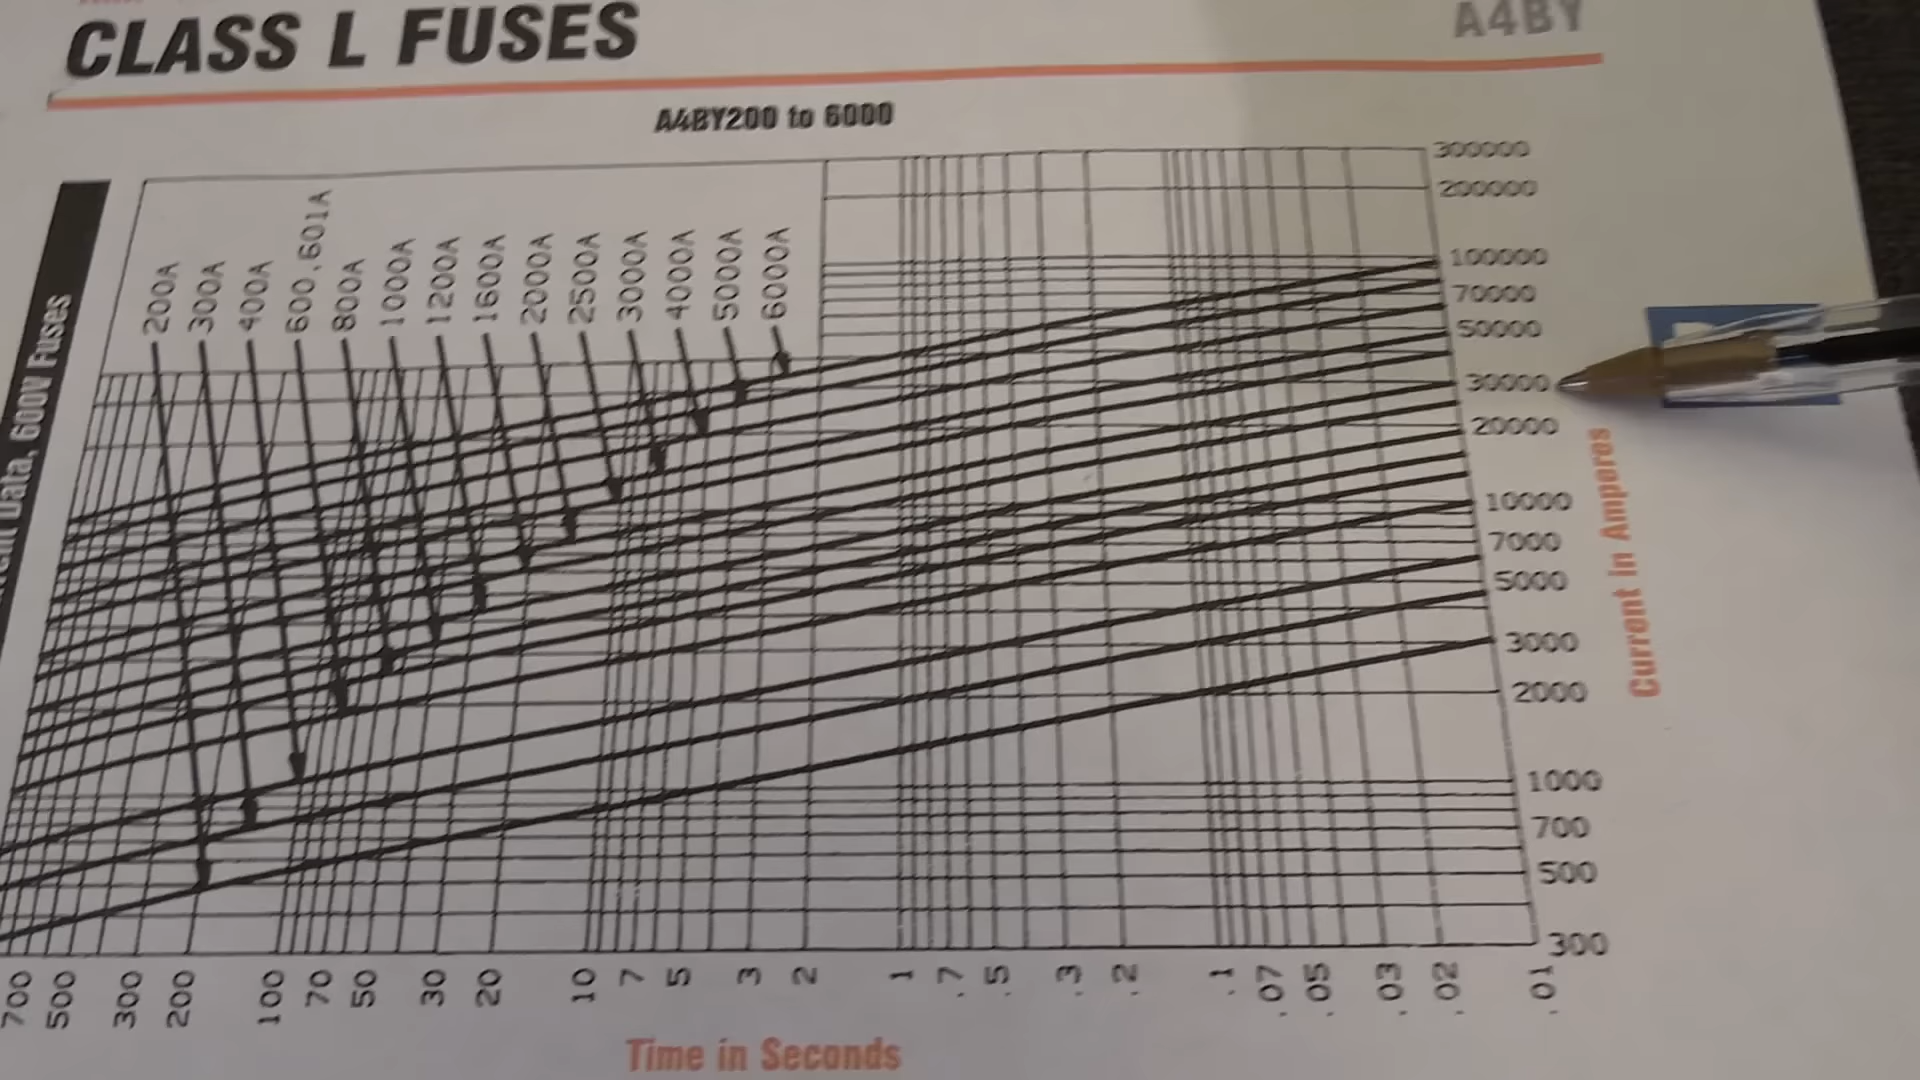 CLASS L FUSES
A4BY
A4BY200 to 6000
Data, 600V Fuses
200A
300A
400A
600,601A
800A
1000A
1200A
1600A
2000A
2500A
3000A
4000A
5000A
6000A
300000
200000
100000
70000
50000
30000
20000
10000
7000
5000
3000
2000
1000
700
500
300
Current in Amperes
700
500
300
200
100
70
50
30
20
10
7
5
3
2
1
.7
.5
.3
.2
.1
.07
.05
.03
.02
.01
Time in Seconds